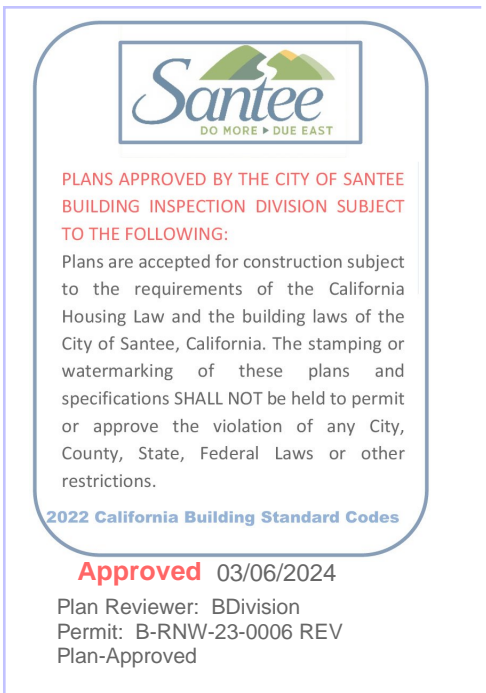 Santee
DO MORE ▶ DUE EAST
PLANS APPROVED BY THE CITY OF SANTEE
BUILDING INSPECTION DIVISION SUBJECT
TO THE FOLLOWING:
Plans are accepted for construction subject
to the requirements of the California
Housing Law and the building laws of the
City of Santee, California. The stamping or
watermarking of these plans and
specifications SHALL NOT be held to permit
or approve the violation of any City,
County, State, Federal Laws or other
restrictions.
2022 California Building Standard Codes
Approved 03/06/2024
Plan Reviewer: BDivision
Permit: B-RNW-23-0006 REV
Plan-Approved